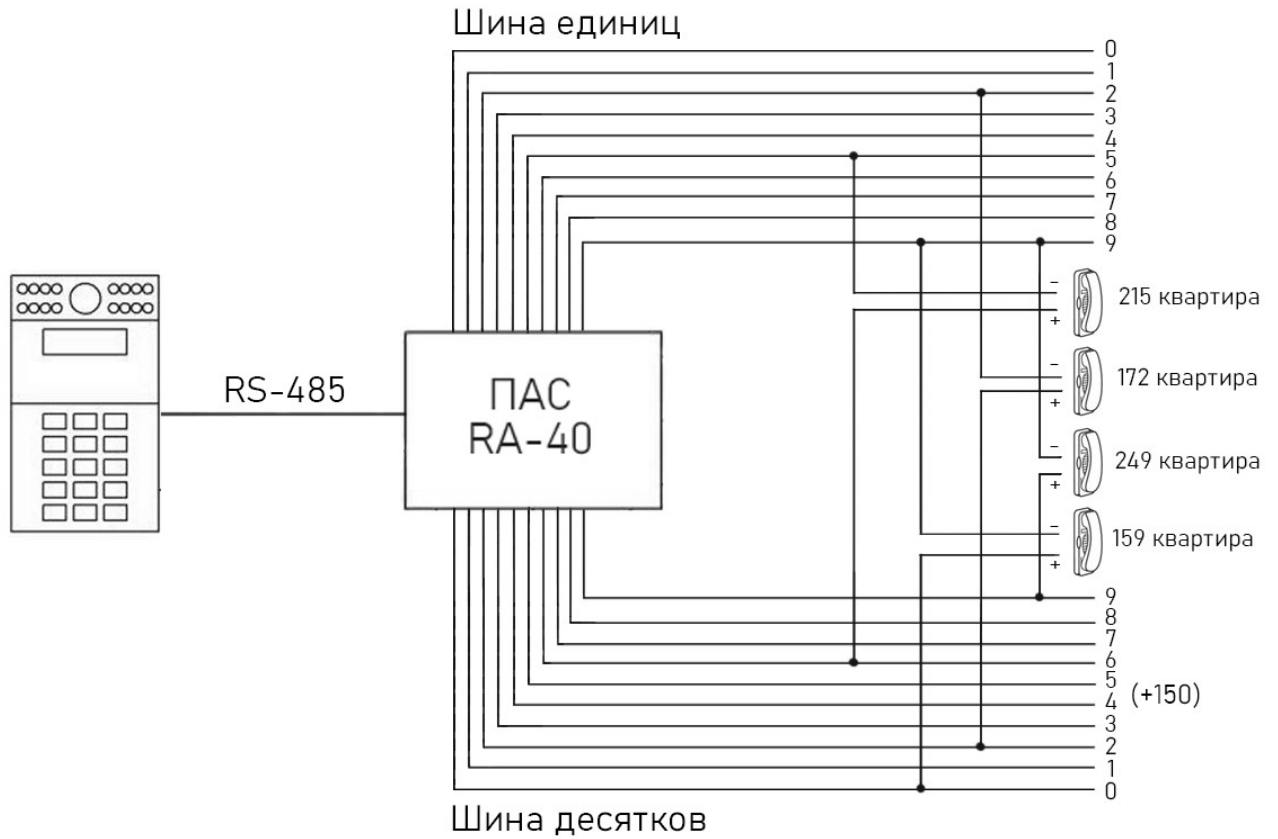 Шина единиц
0
1
2
3
4
5
6
7
8
9
RS-485
ПАС
RA-40
- 215 квартира
+
- 172 квартира
+
- 249 квартира
+
- 159 квартира
+
9
8
7
6
5
4 (+150)
3
2
1
0
Шина десятков